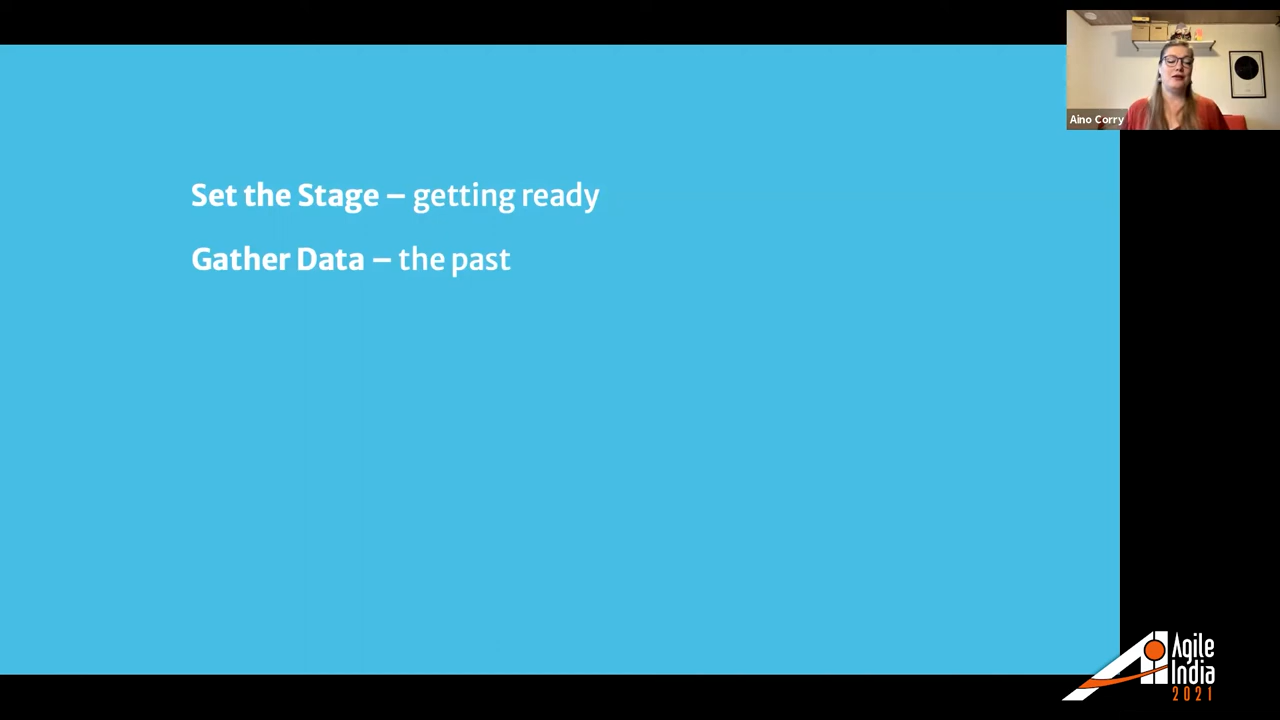 Set the Stage – getting ready
Gather Data – the past
Aino Corry
Agile
India
2021